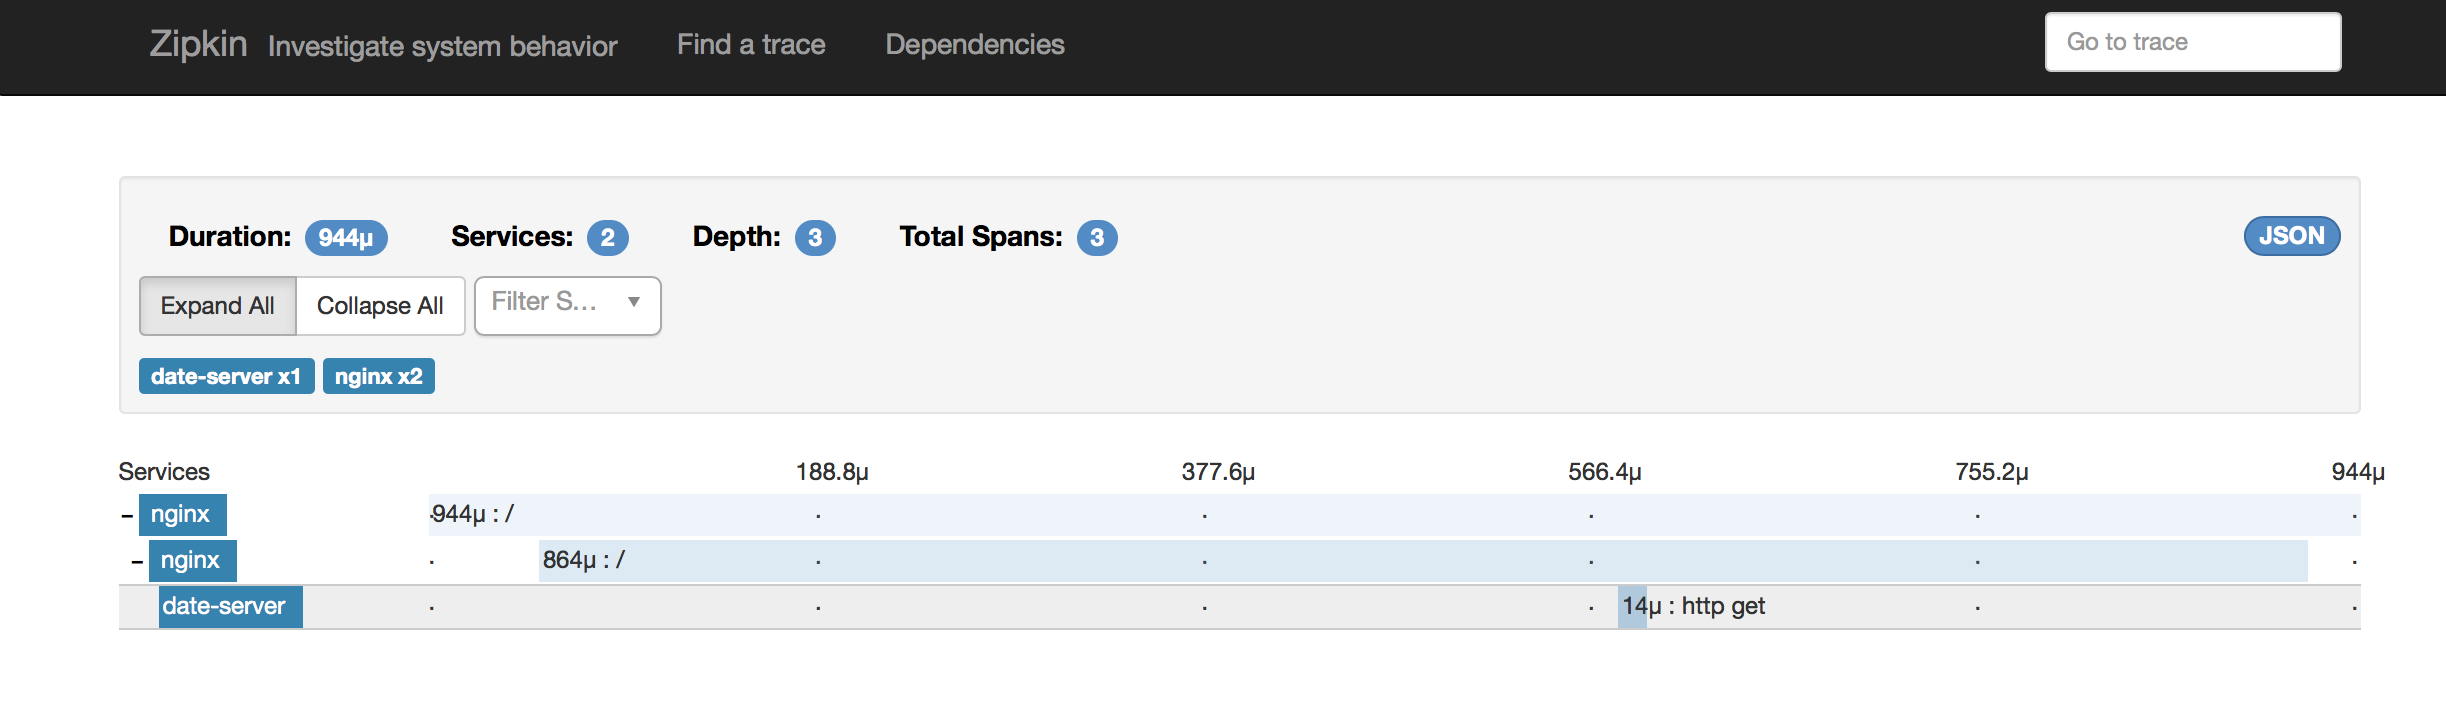 Zipkin Investigate system behavior Find a trace Dependencies Go to trace
Duration: 944μ Services: 2 Depth: 3 Total Spans: 3 JSON
Expand All Collapse All Filter S...
date-server x1 nginx x2
Services 188.8μ 377.6μ 566.4μ 755.2μ 944μ
– nginx 944μ : /
– nginx 864μ : /
date-server 14μ : http get